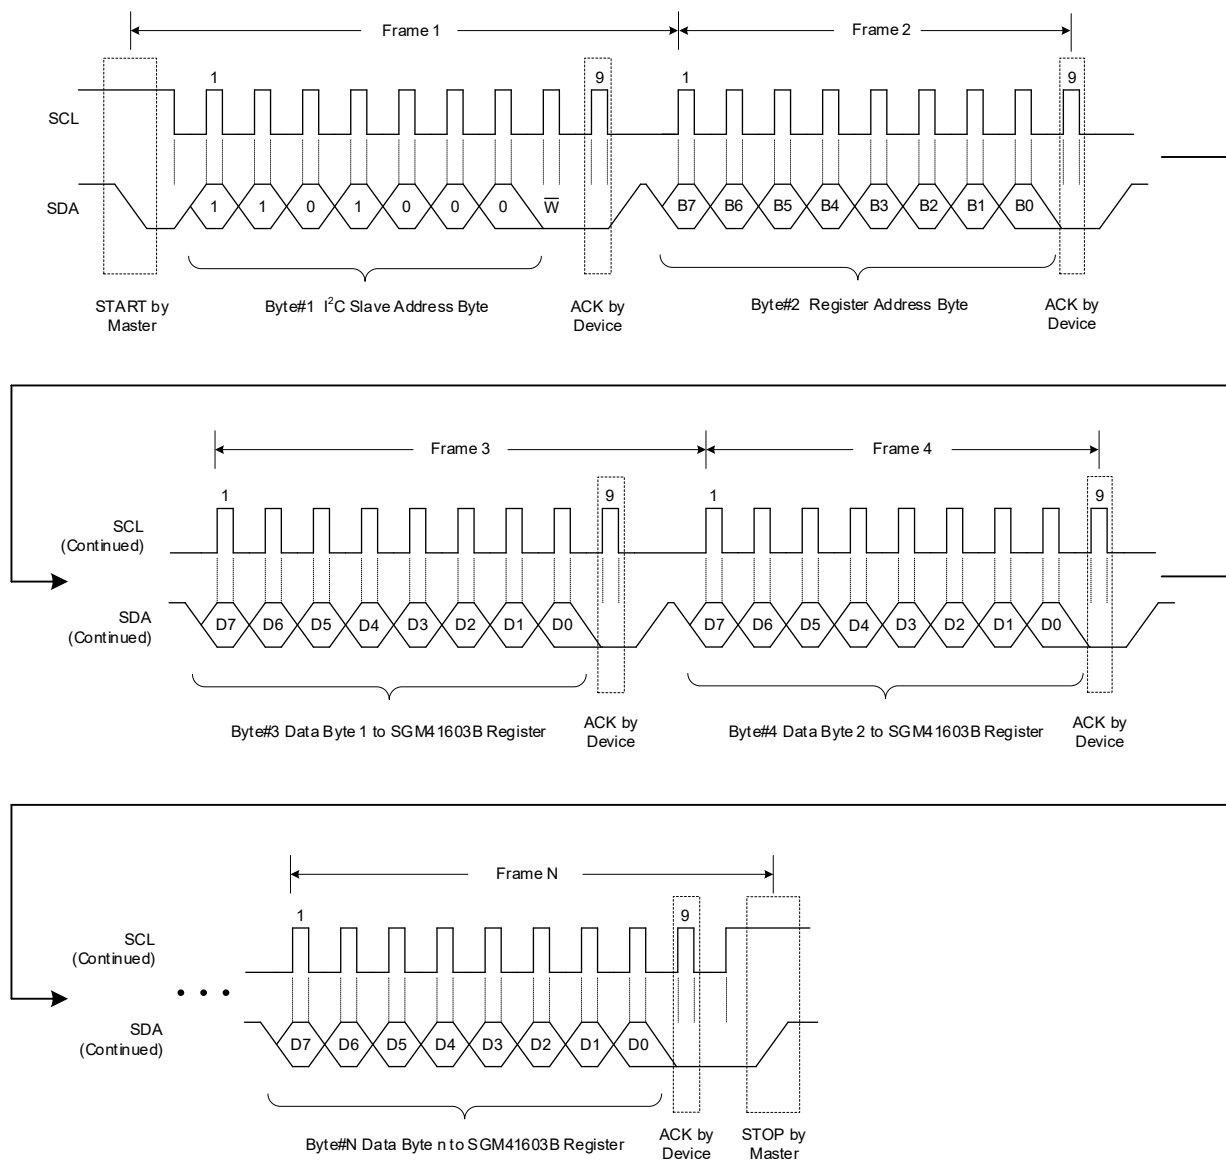 Frame 1 Frame 2
1 9 1 9
SCL
SDA 1 1 0 1 0 0 0 W̅ B7 B6 B5 B4 B3 B2 B1 B0
START by
Master
Byte#1 I²C Slave Address Byte
ACK by
Device
Byte#2 Register Address Byte
ACK by
Device
Frame 3 Frame 4
1 9 1 9
SCL
(Continued)
SDA
(Continued)
D7 D6 D5 D4 D3 D2 D1 D0 D7 D6 D5 D4 D3 D2 D1 D0
Byte#3 Data Byte 1 to SGM41603B Register
ACK by
Device
Byte#4 Data Byte 2 to SGM41603B Register
ACK by
Device
Frame N
1 9
SCL
(Continued)
• • •
SDA
(Continued)
D7 D6 D5 D4 D3 D2 D1 D0
Byte#N Data Byte n to SGM41603B Register
ACK by
Device
STOP by
Master